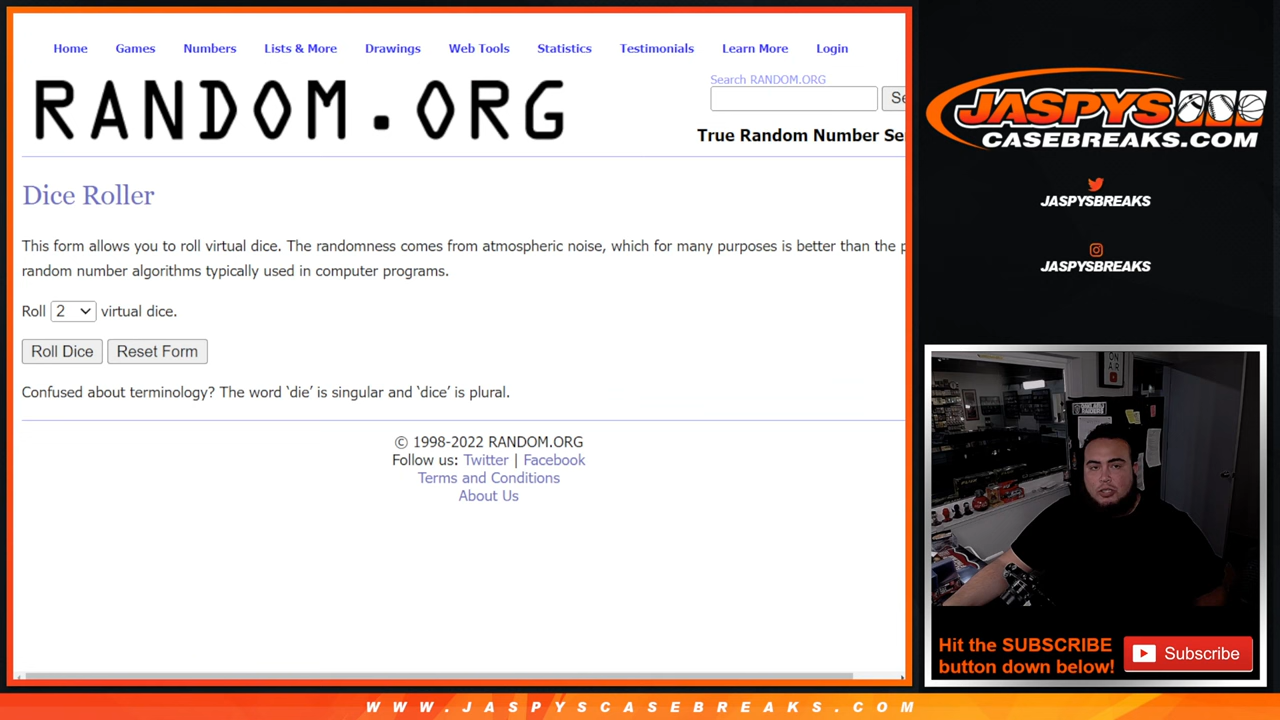 Home Games Numbers Lists & More Drawings Web Tools Statistics Testimonials Learn More Login
RANDOM.ORG
Search RANDOM.ORG
Se
True Random Number Se
Dice Roller
This form allows you to roll virtual dice. The randomness comes from atmospheric noise, which for many purposes is better than the p
random number algorithms typically used in computer programs.
Roll 2 virtual dice.
Roll Dice Reset Form
Confused about terminology? The word ‘die’ is singular and ‘dice’ is plural.
© 1998-2022 RANDOM.ORG
Follow us: Twitter | Facebook
Terms and Conditions
About Us
JASPYS
CASEBREAKS.COM
JASPYSBREAKS
JASPYSBREAKS
ON
AR
Hit the SUBSCRIBE
button down below!
Subscribe
WWW.JASPYSCASEBREAKS.COM